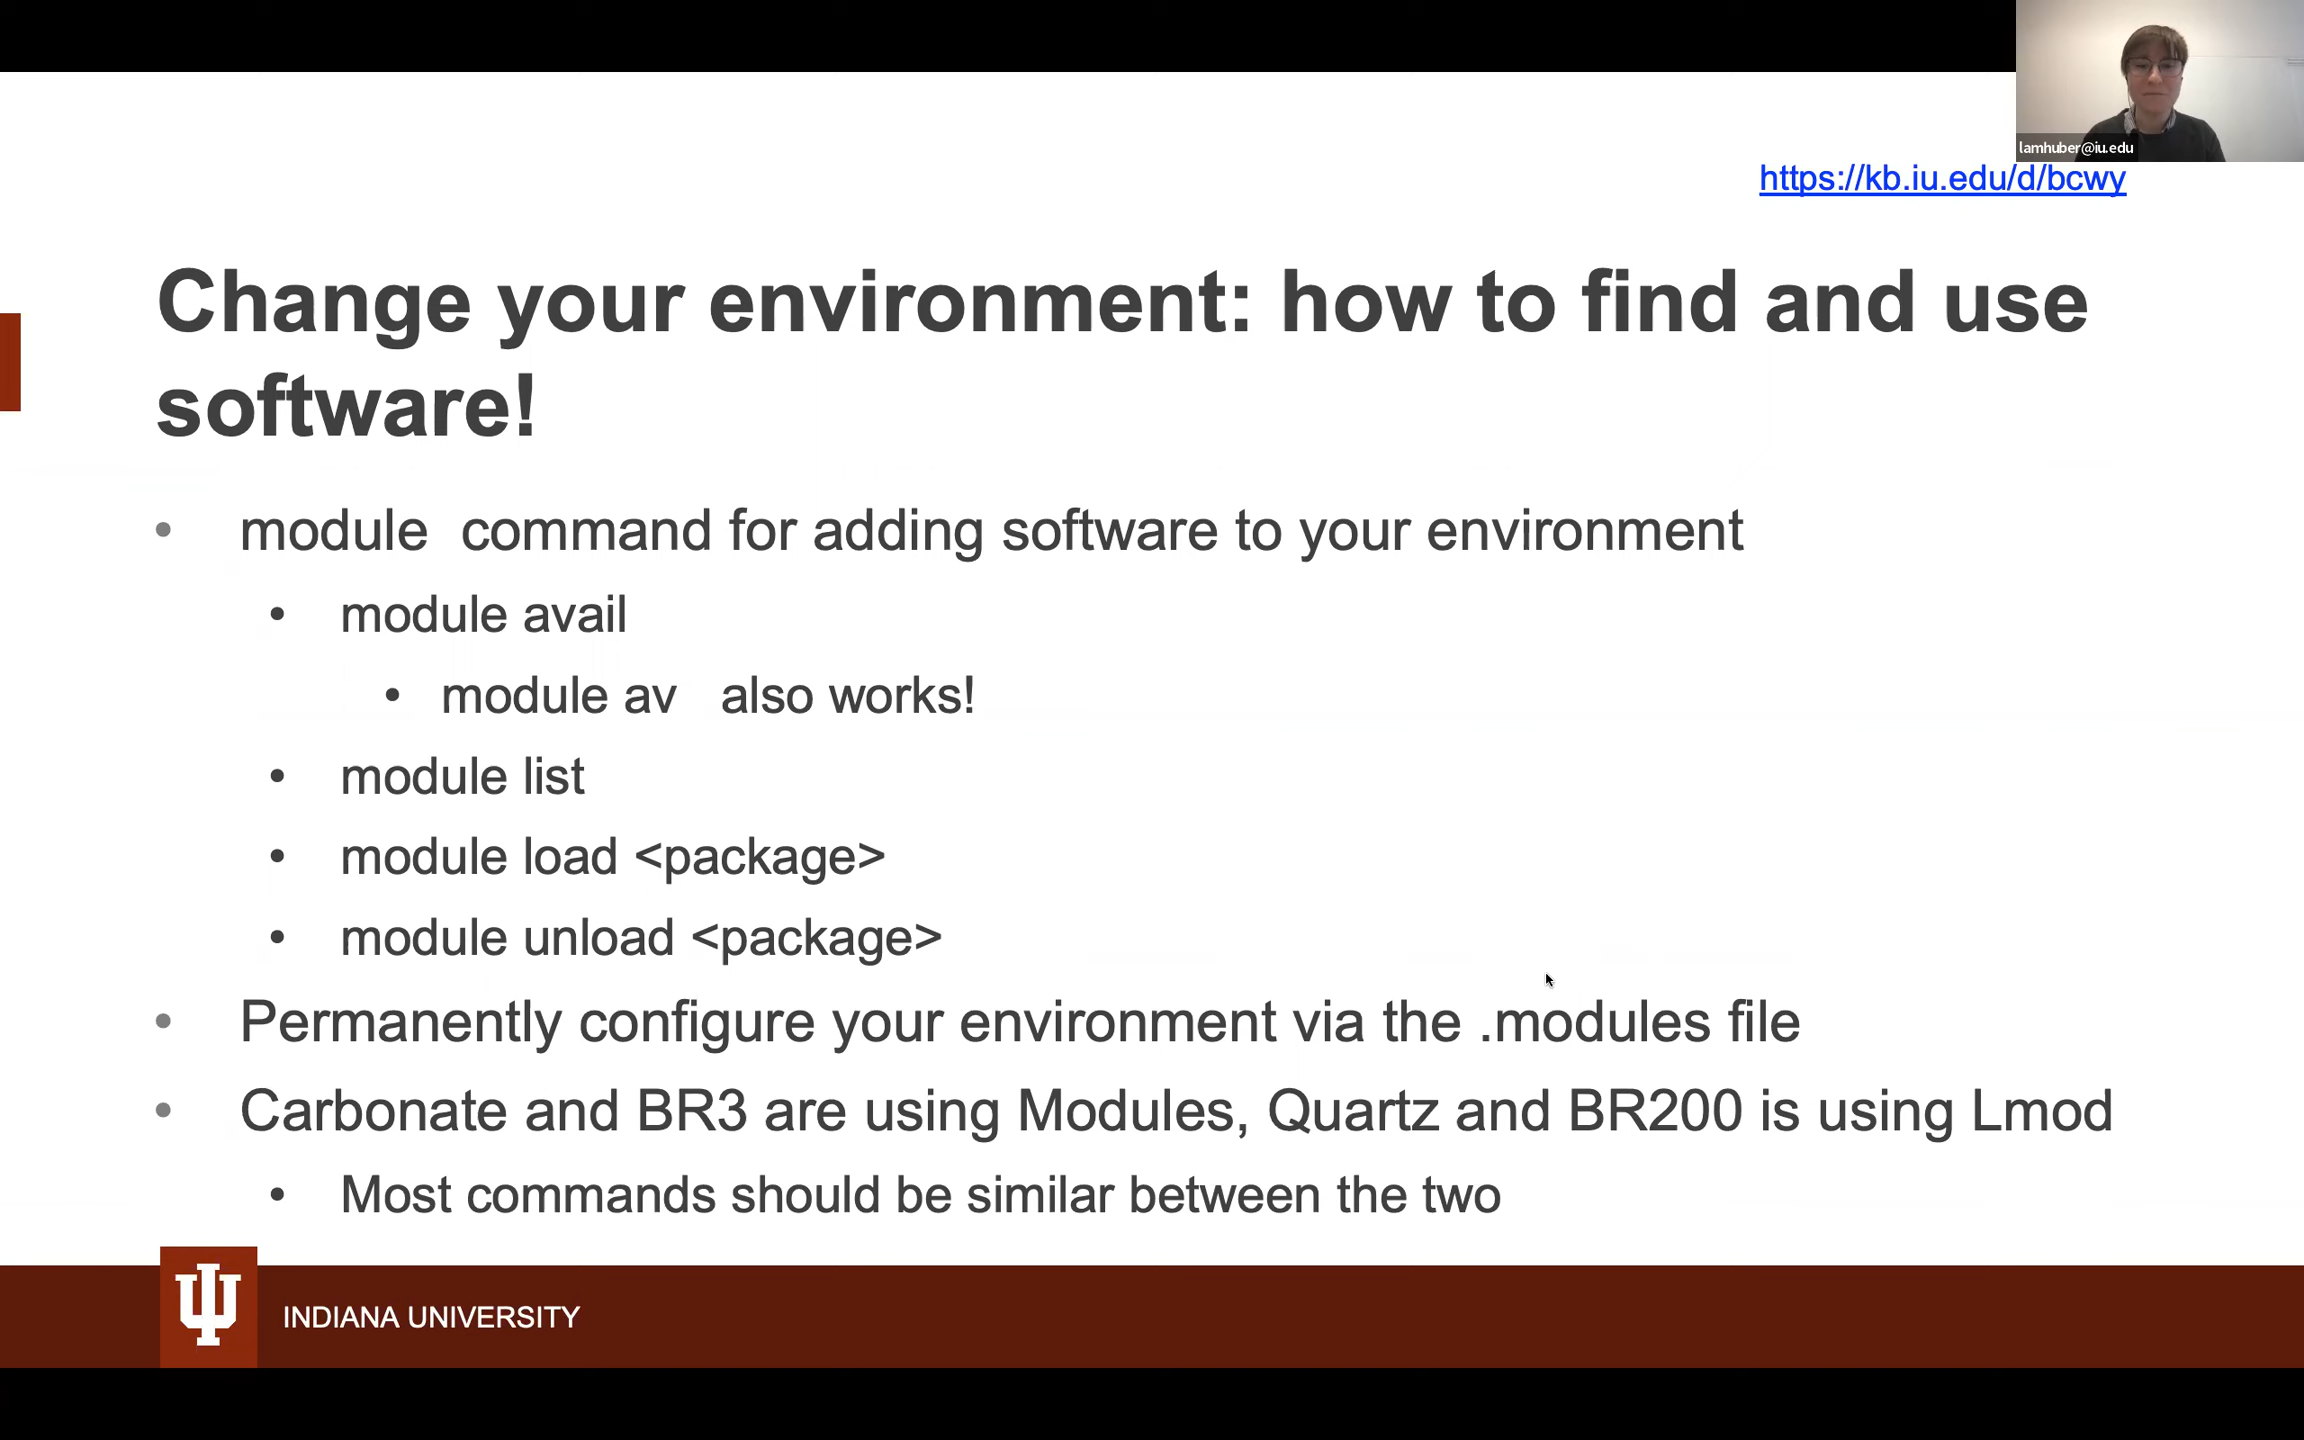 lamhuber@iu.edu
https://kb.iu.edu/d/bcwy
Change your environment: how to find and use
software!
• module command for adding software to your environment
• module avail
• module av also works!
• module list
• module load <package>
• module unload <package>
• Permanently configure your environment via the .modules file
• Carbonate and BR3 are using Modules, Quartz and BR200 is using Lmod
• Most commands should be similar between the two
INDIANA UNIVERSITY